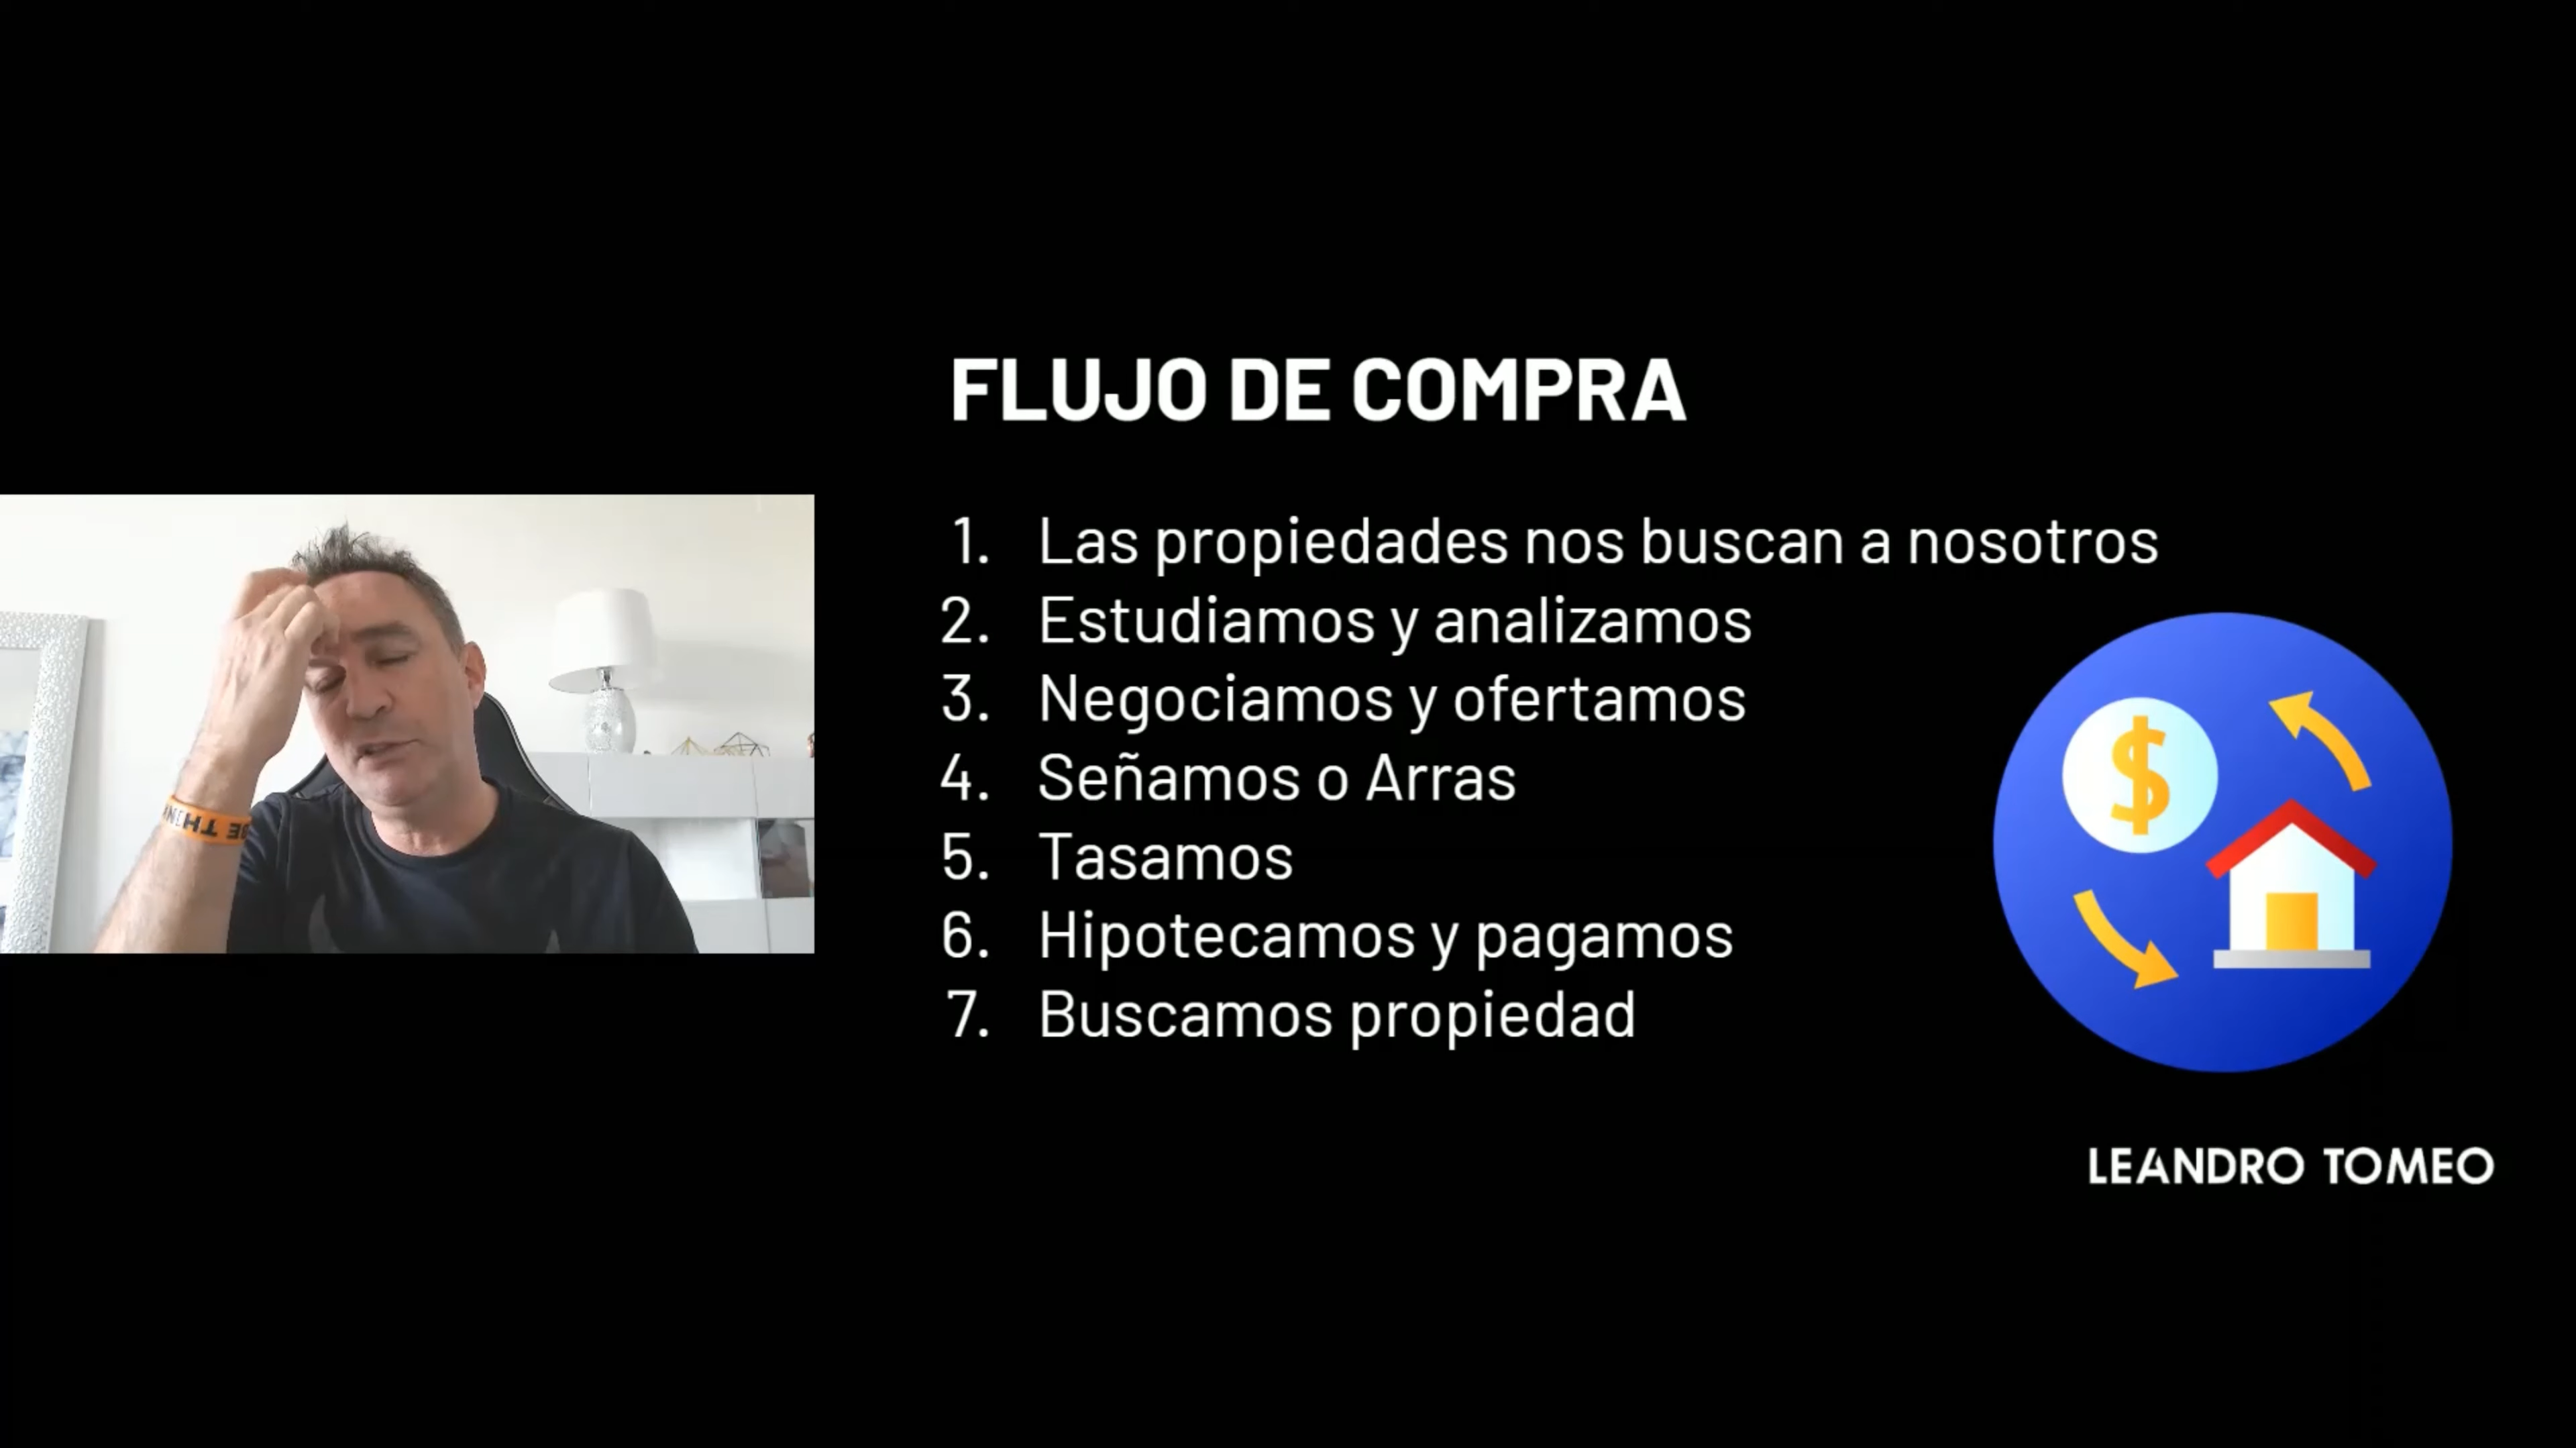 FLUJO DE COMPRA
1. Las propiedades nos buscan a nosotros
2. Estudiamos y analizamos
3. Negociamos y ofertamos
4. Señamos o Arras
5. Tasamos
6. Hipotecamos y pagamos
7. Buscamos propiedad
$
LEANDRO TOMEO